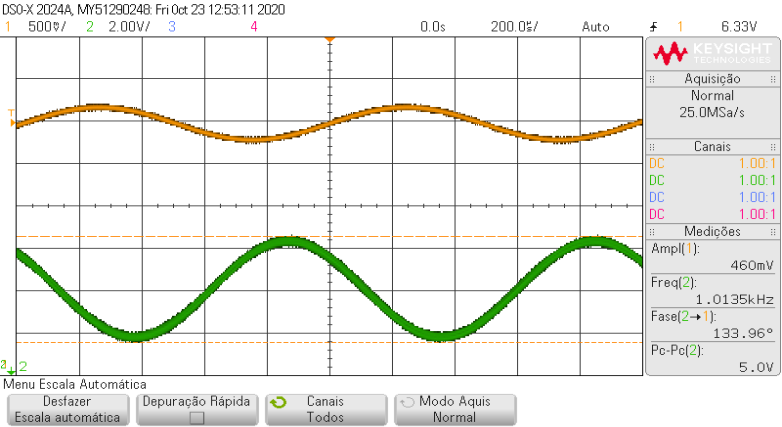 DSO-X 2024A, MY51290248: Fri Oct 23 12:53:11 2020
1 500㎷/ 2 2.00V/ 3 4 0.0s 200.0㎲/ Auto 1 6.33V
KEYSIGHT
TECHNOLOGIES
Aquisição
Normal
25.0MSa/s
Canais
DC 1.00:1
DC 1.00:1
DC 1.00:1
DC 1.00:1
Medições
Ampl(1):
460mV
Freq(2):
1.0135kHz
Fase(2→1):
133.96°
Pc-Pc(2):
5.0V
T
2
Menu Escala Automática
Desfazer
Escala automática
Depuração Rápida
Canais
Todos
Modo Aquis
Normal